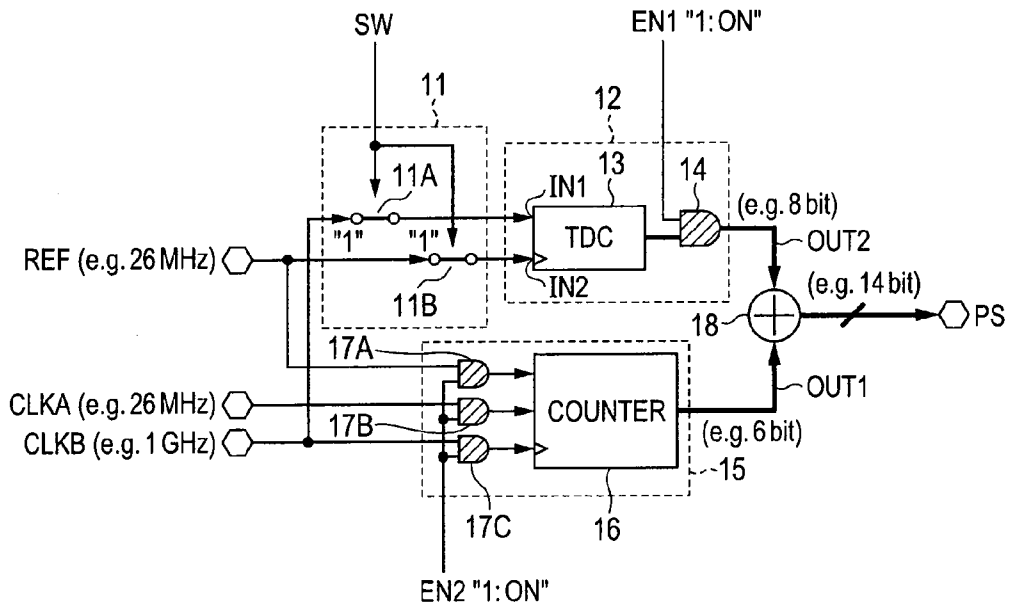 SW
EN1 "1: ON"
11
12
11A
13
14
IN1
(e.g. 8 bit)
"1"
"1"
TDC
OUT2
REF (e.g. 26 MHz)
(e.g. 14 bit)
11B
IN2
18
PS
17A
OUT1
CLKA (e.g. 26 MHz)
COUNTER
17B
CLKB (e.g. 1 GHz)
(e.g. 6 bit)
15
17C
16
EN2 "1: ON"